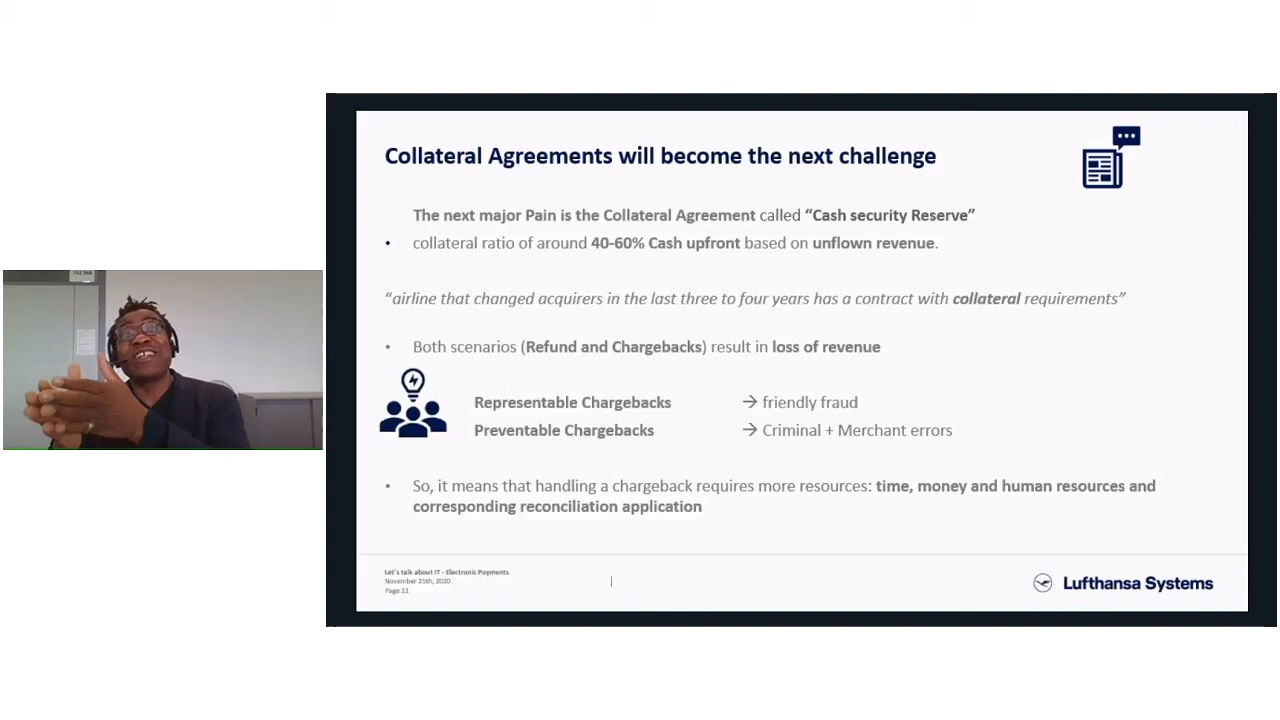 Collateral Agreements will become the next challenge
The next major Pain is the Collateral Agreement called “Cash security Reserve”
• collateral ratio of around 40-60% Cash upfront based on unflown revenue.
“airline that changed acquirers in the last three to four years has a contract with collateral requirements”
• Both scenarios (Refund and Chargebacks) result in loss of revenue
Representable Chargebacks → friendly fraud
Preventable Chargebacks → Criminal + Merchant errors
• So, it means that handling a chargeback requires more resources: time, money and human resources and
corresponding reconciliation application
Let's talk about IT - Electronic Payments
November 25th, 2020
Page 22
|
Lufthansa Systems